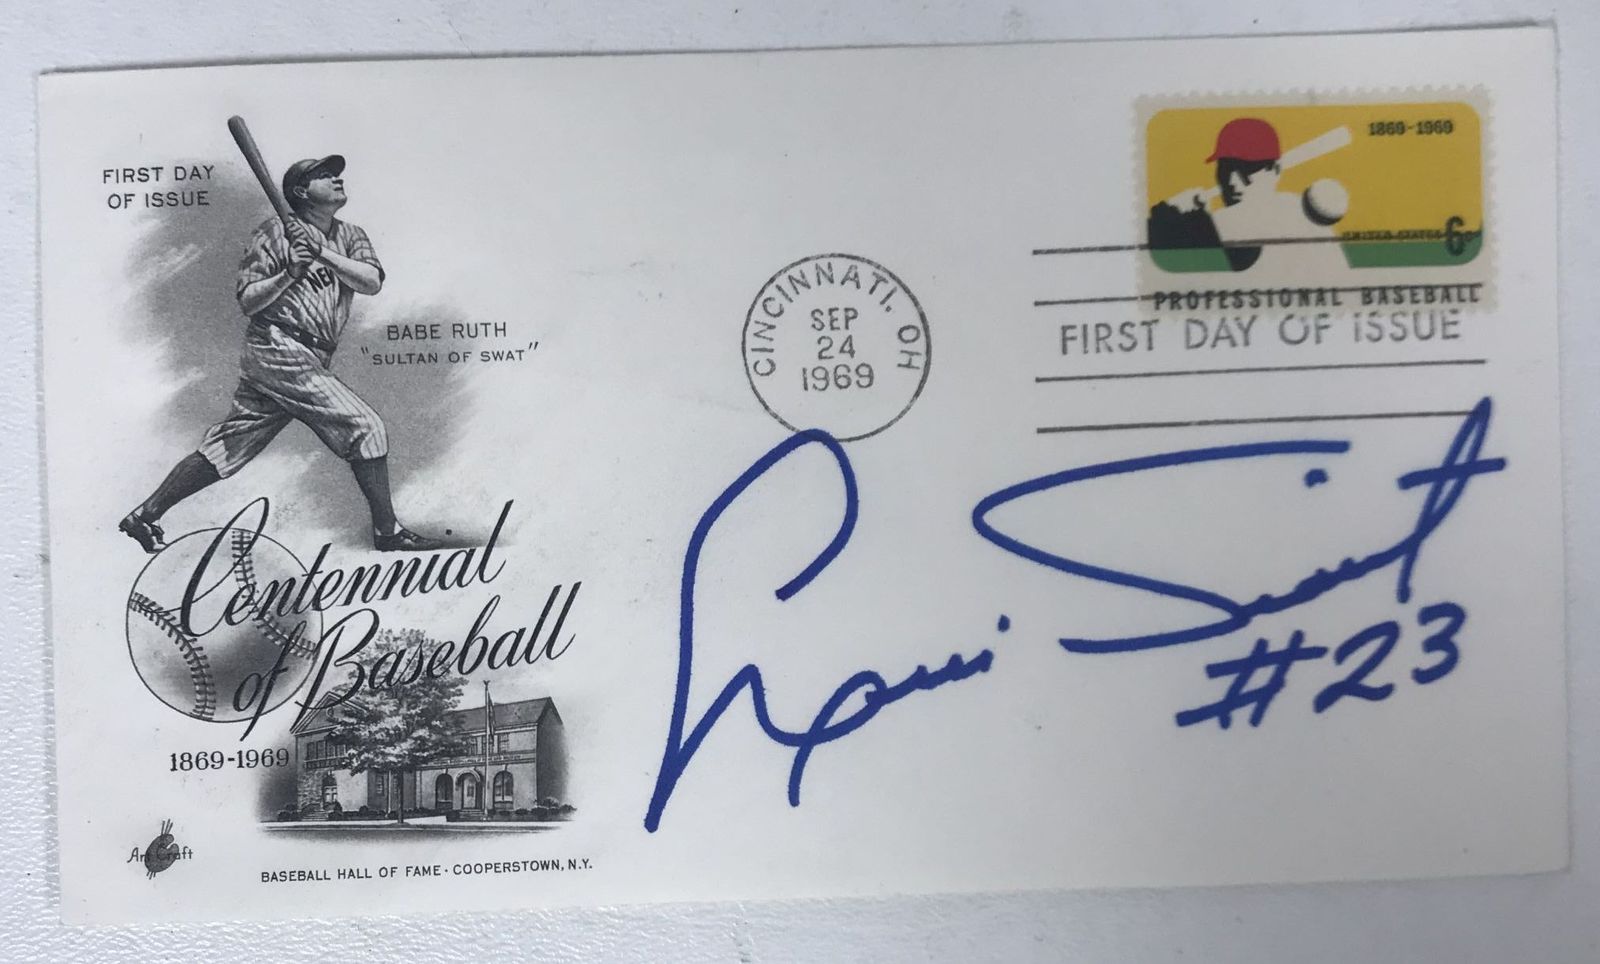 FIRST DAY
OF ISSUE
NEW
BABE RUTH
"SULTAN OF SWAT"
Centennial
of Baseball
1869-1969
Art Craft
BASEBALL HALL OF FAME · COOPERSTOWN, N.Y.
CINCINNATI, OH
SEP
24
1969
1869-1969
UNITED STATES 6c
PROFESSIONAL BASEBALL
FIRST DAY OF ISSUE
#23